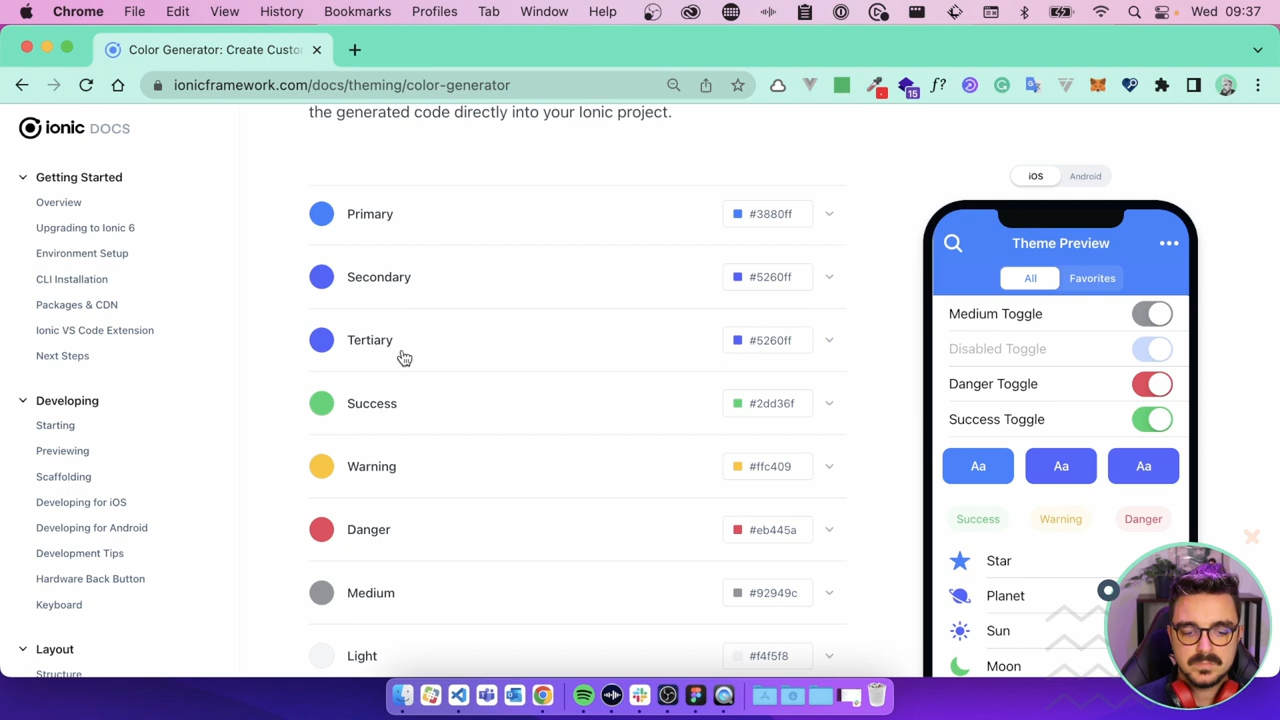 Chrome File Edit View History Bookmarks Profiles Tab Window Help Wed 09:37
Color Generator: Create Custo
ionicframework.com/docs/theming/color-generator
15
f?
the generated code directly into your Ionic project.
ionic DOCS
Getting Started
Overview
Upgrading to Ionic 6
Environment Setup
CLI Installation
Packages & CDN
Ionic VS Code Extension
Next Steps
Developing
Starting
Previewing
Scaffolding
Developing for iOS
Developing for Android
Development Tips
Hardware Back Button
Keyboard
Layout
Structure
Primary #3880ff
Secondary #5260ff
Tertiary #5260ff
Success #2dd36f
Warning #ffc409
Danger #eb445a
Medium #92949c
Light #f4f5f8
iOS Android
Theme Preview
All Favorites
Medium Toggle
Disabled Toggle
Danger Toggle
Success Toggle
Aa Aa Aa
Success Warning Danger
Star
Planet
Sun
Moon